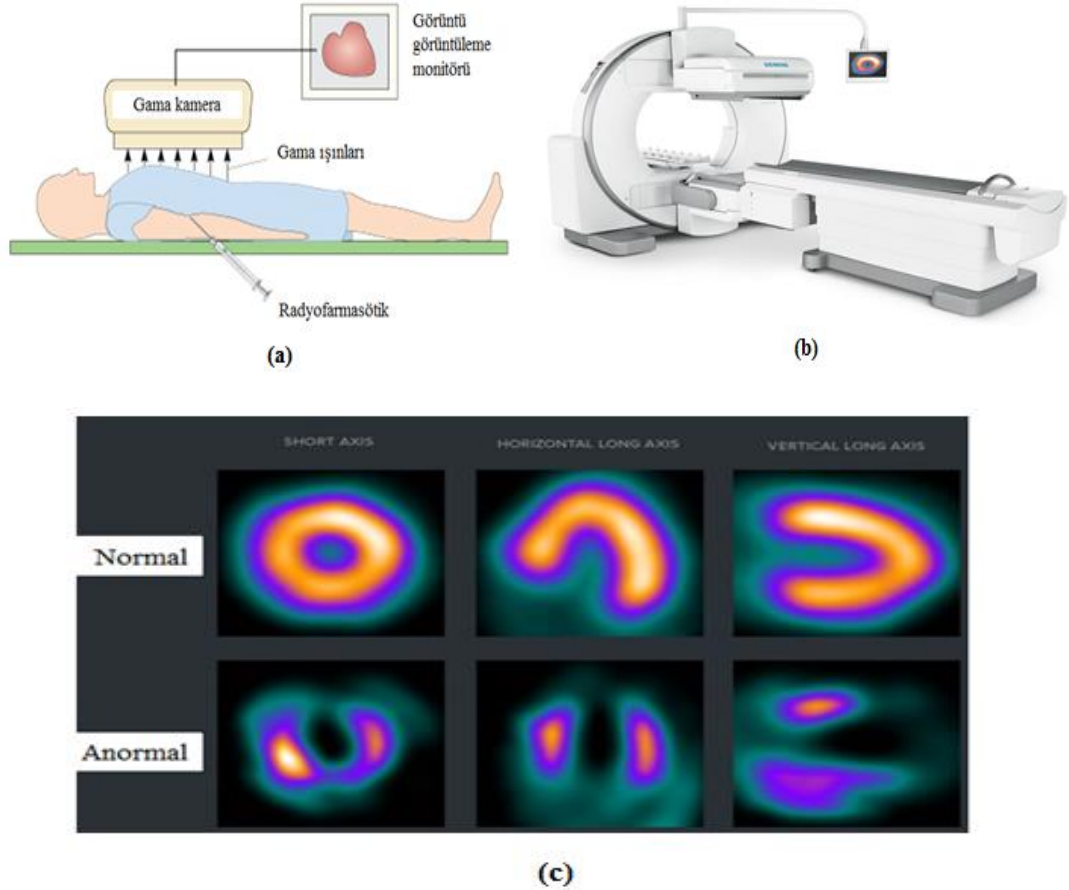 Görüntü
görüntüleme
monitörü
Gama kamera
Gama ışınları
Radyofarmasötik
(a)
SIEMENS
(b)
SHORT AXIS
HORIZONTAL LONG AXIS
VERTICAL LONG AXIS
Normal
Anormal
(c)